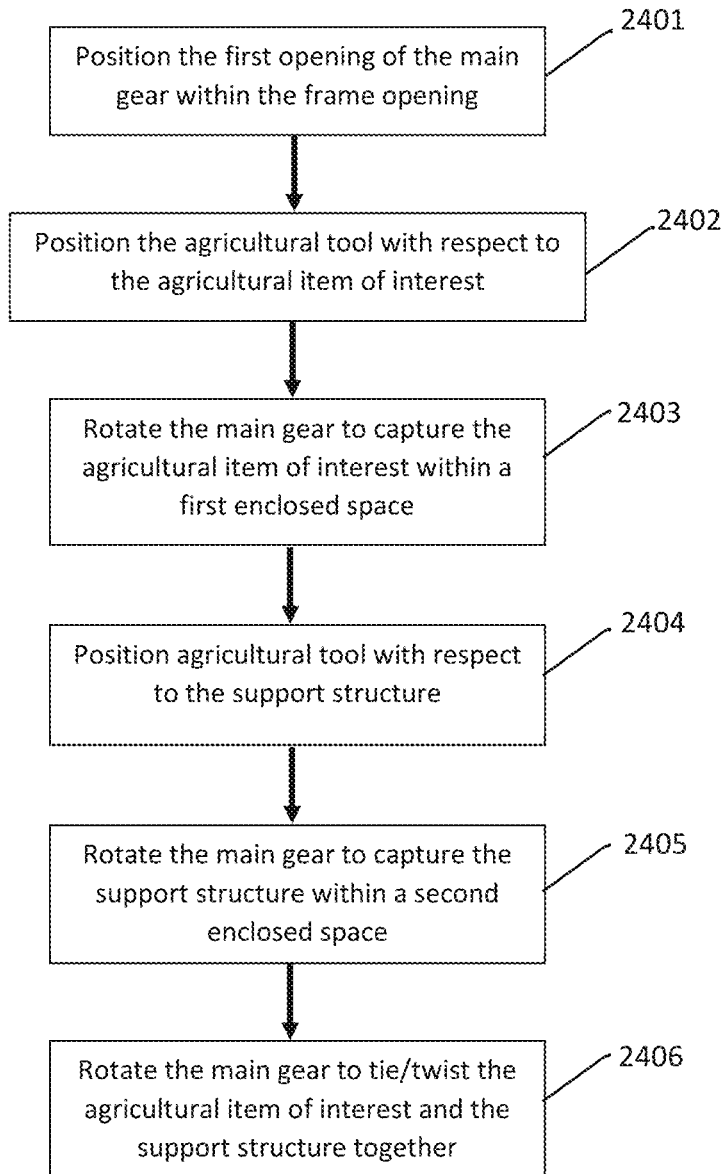 2401
Position the first opening of the main
gear within the frame opening
2402
Position the agricultural tool with respect to
the agricultural item of interest
2403
Rotate the main gear to capture the
agricultural item of interest within a
first enclosed space
2404
Position agricultural tool with respect
to the support structure
2405
Rotate the main gear to capture the
support structure within a second
enclosed space
2406
Rotate the main gear to tie/twist the
agricultural item of interest and the
support structure together